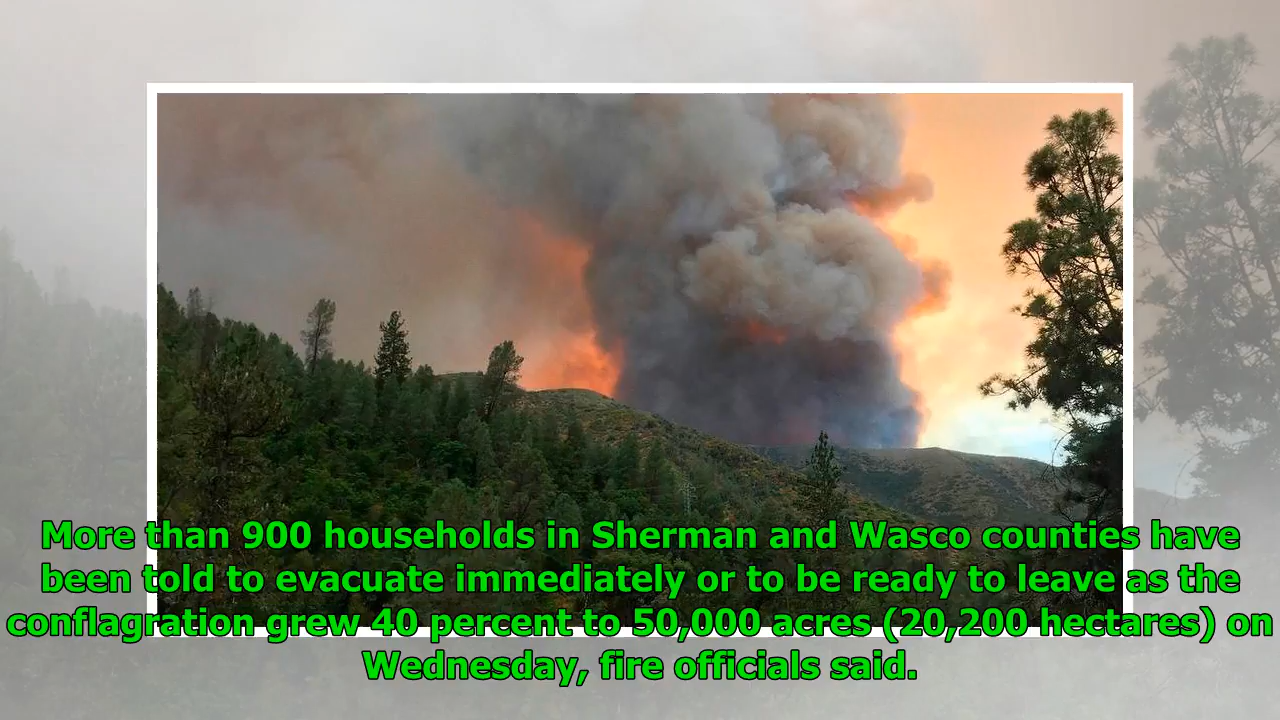 More than 900 households in Sherman and Wasco counties have
been told to evacuate immediately or to be ready to leave as the
conflagration grew 40 percent to 50,000 acres (20,200 hectares) on
Wednesday, fire officials said.